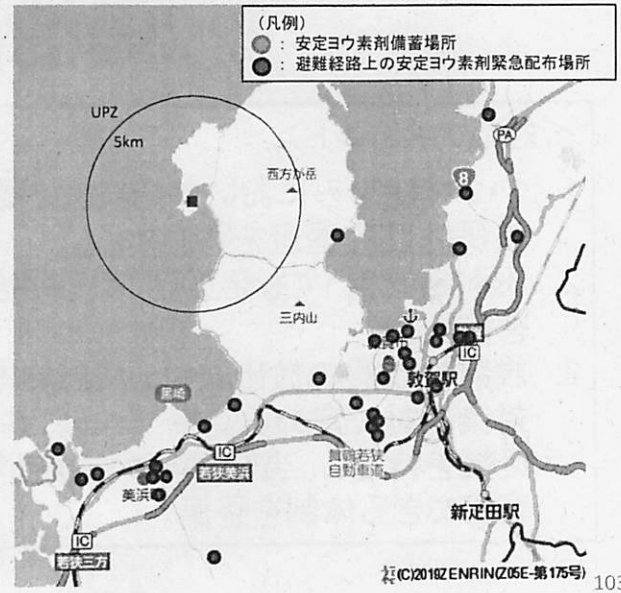 (凡例)
: 安定ヨウ素剤備蓄場所
: 避難経路上の安定ヨウ素剤緊急配布場所
UPZ
5km
西方が岳
PA
8
三内山
IC
敦賀駅
黒崎
IC
若狭美浜
舞鶴若狭
自動車道
美浜
新疋田駅
IC
若狭三方
(C)2019ZENRIN(Z05E-第175号)
103